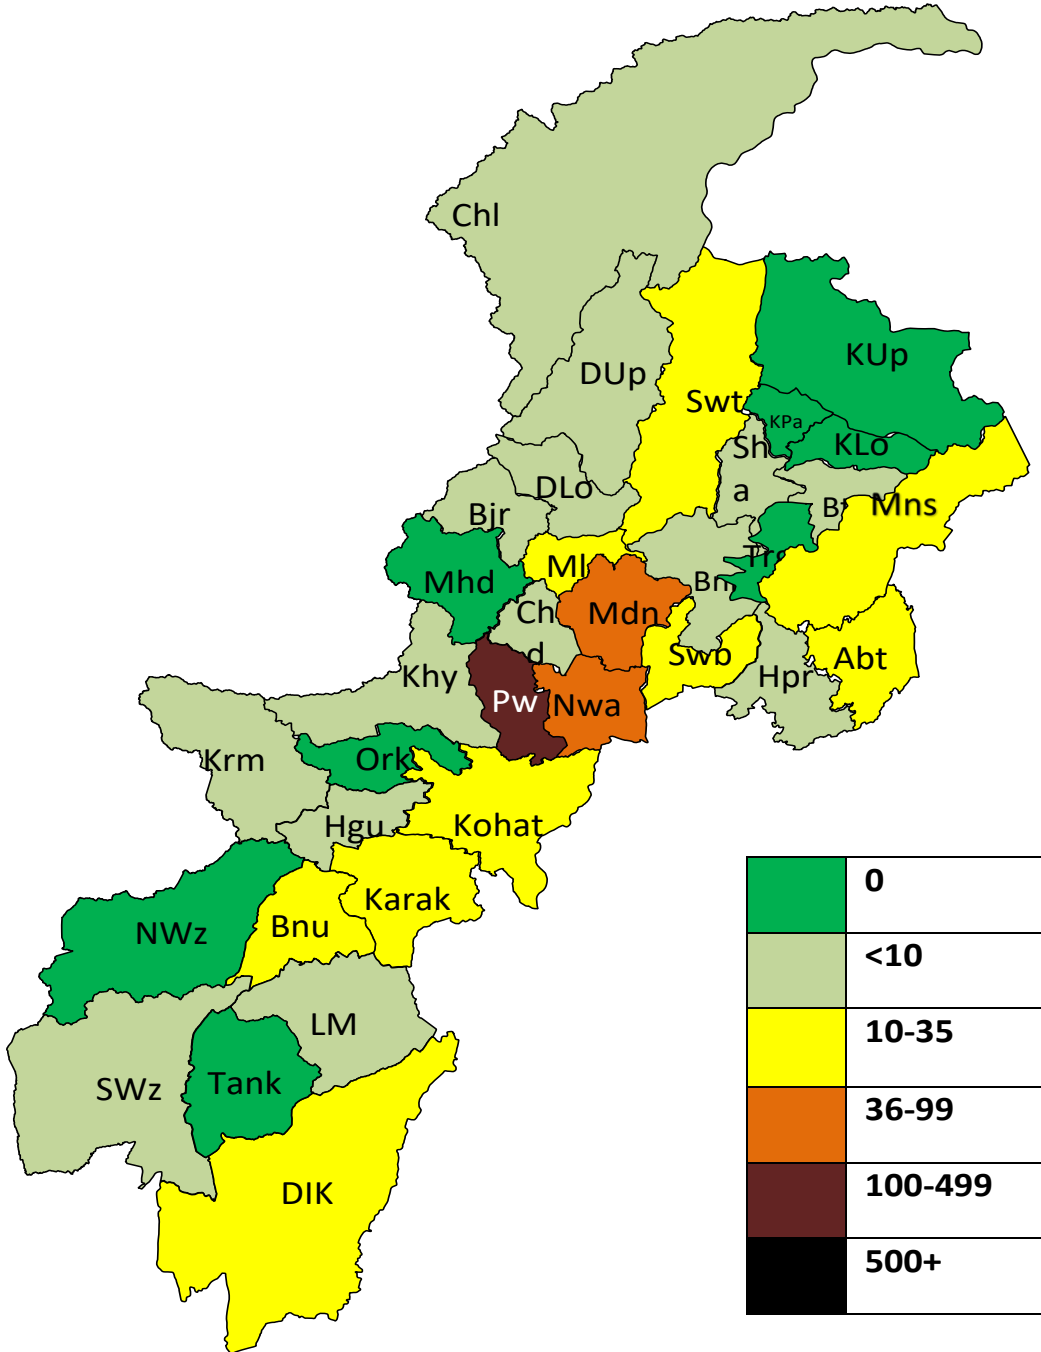 Chl
DUp
KUp
Swt
KPa
Sh
a
KLo
DLo
Bjr
Mns
Mhd
Ml
Mdn
Ch
d
Swb
Abt
Hpr
Khy
Pw
Nwa
Krm
Ork
Hgu
Kohat
Karak
NWz
Bnu
LM
SWz
Tank
DIK
0
<10
10-35
36-99
100-499
500+